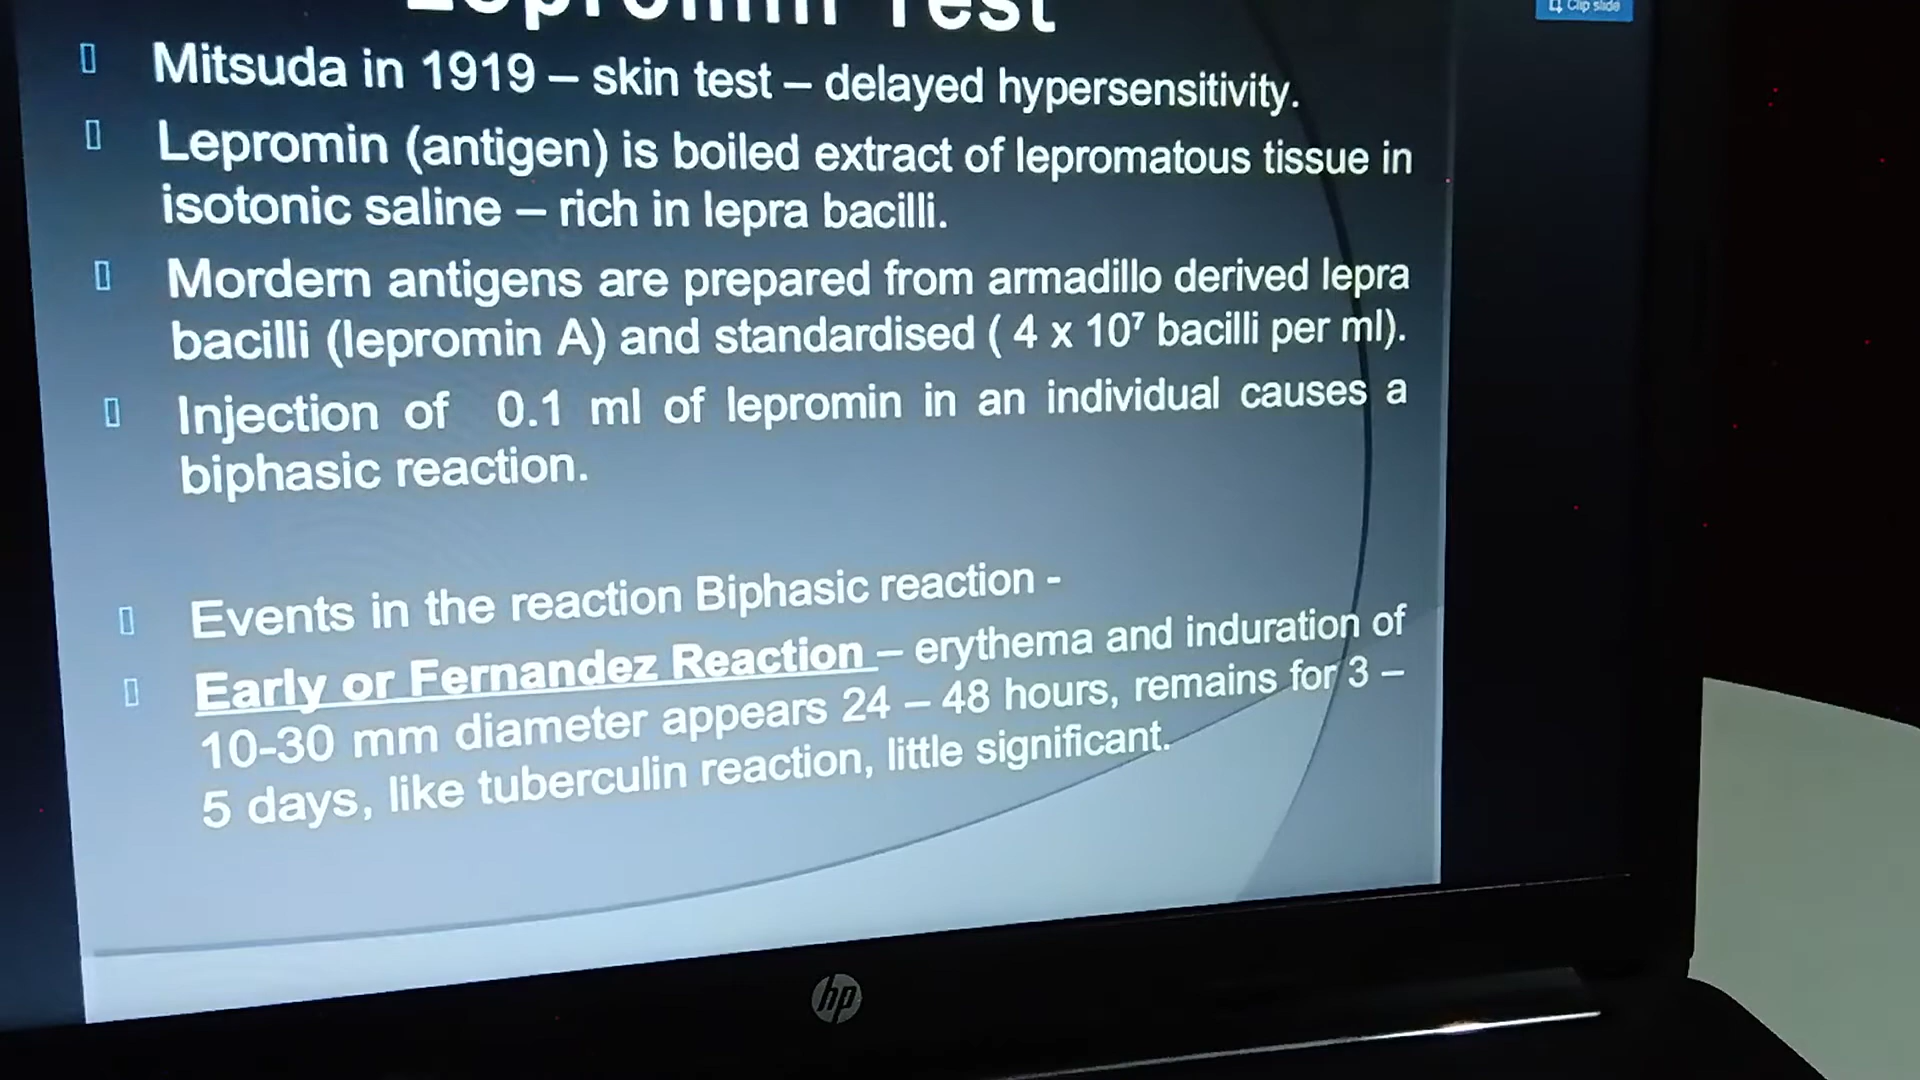 Lepromin Test
Clip slide
Mitsuda in 1919 – skin test – delayed hypersensitivity.
Lepromin (antigen) is boiled extract of lepromatous tissue in
isotonic saline – rich in lepra bacilli.
Mordern antigens are prepared from armadillo derived lepra
bacilli (lepromin A) and standardised ( 4 x 10⁷ bacilli per ml).
Injection of 0.1 ml of lepromin in an individual causes a
biphasic reaction.
Events in the reaction Biphasic reaction -
Early or Fernandez Reaction – erythema and induration of
10-30 mm diameter appears 24 – 48 hours, remains for 3 –
5 days, like tuberculin reaction, little significant.
hp